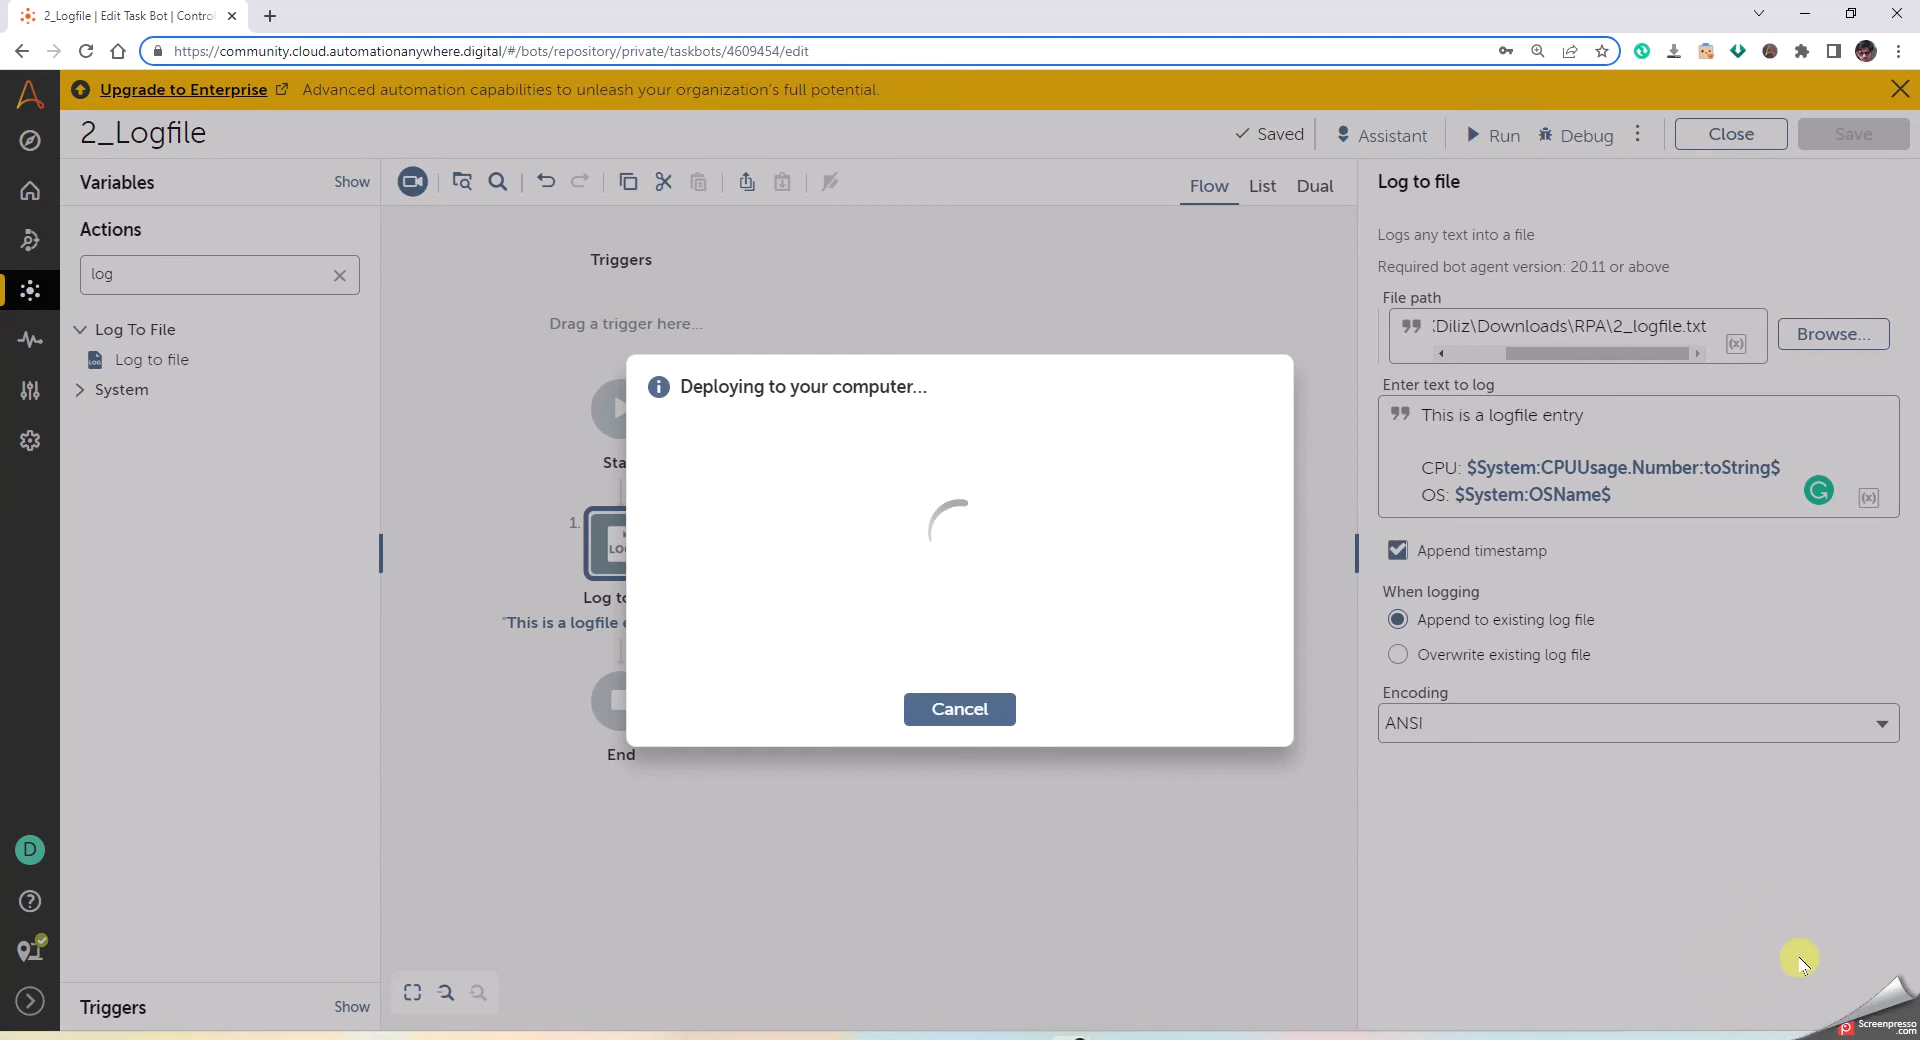 2_Logfile | Edit Task Bot | Contro
https://community.cloud.automationanywhere.digital/#/bots/repository/private/taskbots/4609454/edit
Upgrade to Enterprise Advanced automation capabilities to unleash your organization's full potential.
2_Logfile
Saved
Assistant
Run
Debug
Close
Save
Variables
Show
Flow
List
Dual
Log to file
Actions
log
Log To File
Log to file
System
Triggers
Drag a trigger here...
Sta
1.
LO
Log to
"This is a logfile e
End
Deploying to your computer...
Cancel
Logs any text into a file
Required bot agent version: 20.11 or above
File path
Diliz\Downloads\RPA\2_logfile.txt
(x)
Browse...
Enter text to log
This is a logfile entry
CPU: $System:CPUUsage.Number:toString$
OS: $System:OSName$
(x)
Append timestamp
When logging
Append to existing log file
Overwrite existing log file
Encoding
ANSI
D
Triggers
Show
Screenpresso
.com